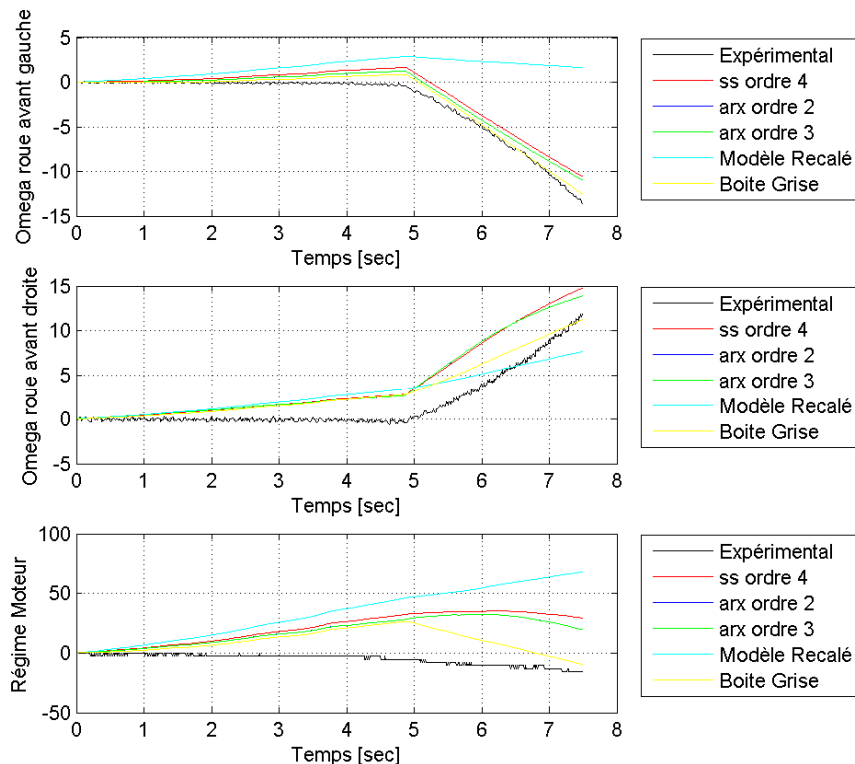 Omega roue avant gauche
5
0
-5
-10
-15
0 1 2 3 4 5 6 7 8
Temps [sec]
Expérimental
ss ordre 4
arx ordre 2
arx ordre 3
Modèle Recalé
Boite Grise
Omega roue avant droite
15
10
5
0
-5
0 1 2 3 4 5 6 7 8
Temps [sec]
Expérimental
ss ordre 4
arx ordre 2
arx ordre 3
Modèle Recalé
Boite Grise
Régime Moteur
100
50
0
-50
0 1 2 3 4 5 6 7 8
Temps [sec]
Expérimental
ss ordre 4
arx ordre 2
arx ordre 3
Modèle Recalé
Boite Grise